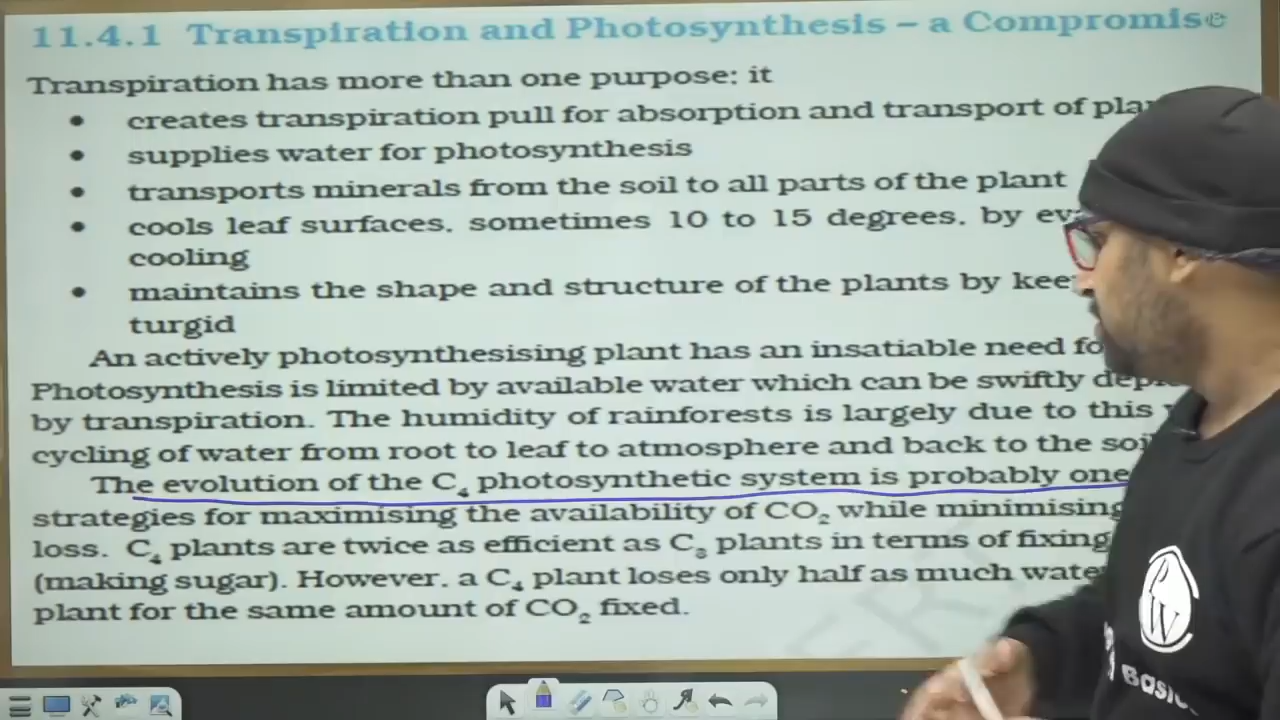 11.4.1 Transpiration and Photosynthesis – a Compromise
Transpiration has more than one purpose; it
• creates transpiration pull for absorption and transport of
• supplies water for photosynthesis
• transports minerals from the soil to all parts of the plant
• cools leaf surfaces, sometimes 10 to 15 degrees, by
cooling
• maintains the shape and structure of the plants by
turgid
An actively photosynthesising plant has an insatiable need
Photosynthesis is limited by available water which can be swiftly
by transpiration. The humidity of rainforests is largely due to this
cycling of water from root to leaf to atmosphere and back to the
The evolution of the C₄ photosynthetic system is probably one
strategies for maximising the availability of CO₂ while minimising
loss. C₄ plants are twice as efficient as C₃ plants in terms of fixing
(making sugar). However, a C₄ plant loses only half as much
plant for the same amount of CO₂ fixed.